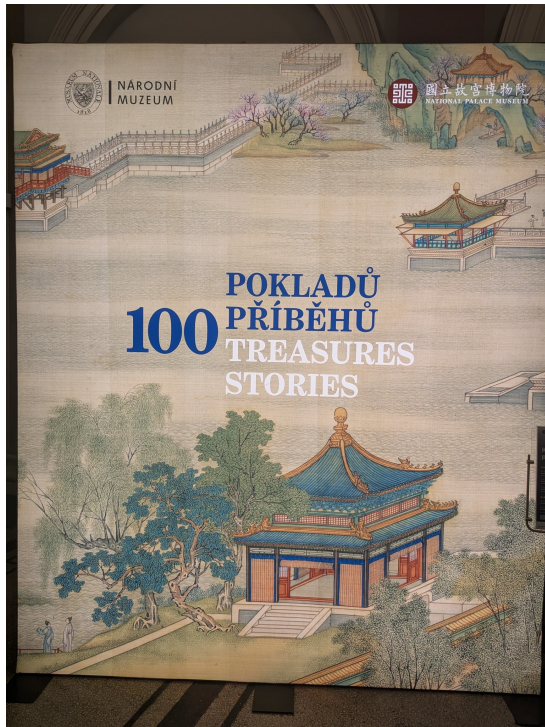 NÁRODNÍ
MUZEUM
國立故宮博物院
NATIONAL PALACE MUSEUM
100
POKLADŮ
PŘÍBĚHŮ
TREASURES
STORIES